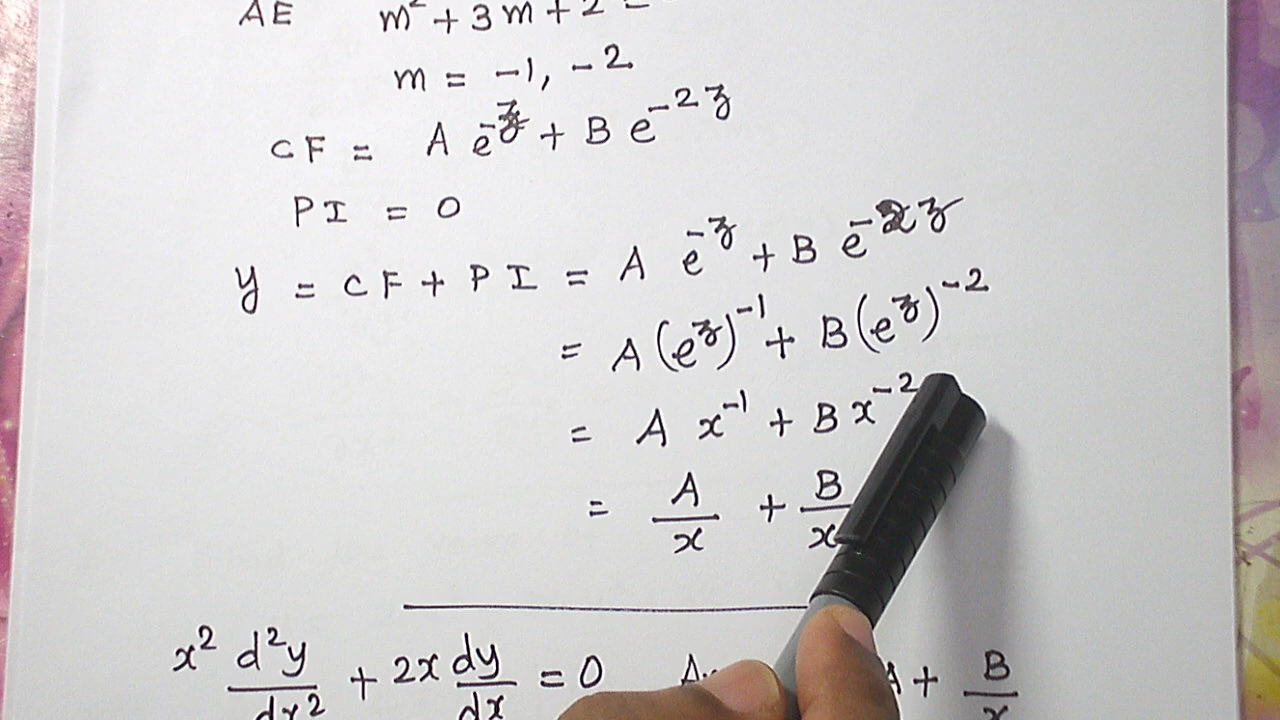 AE m² + 3m + 2 =
m = -1, -2
CF = A e^{-z} + B e^{-2z}
PI = 0
y = CF + PI = A e^{-z} + B e^{-2z}
= A(e^z)^{-1} + B(e^z)^{-2}
= A x^{-1} + B x^{-2}
= A/x + B/x
x² d²y/dx² + 2x dy/dx = 0 A + B/x